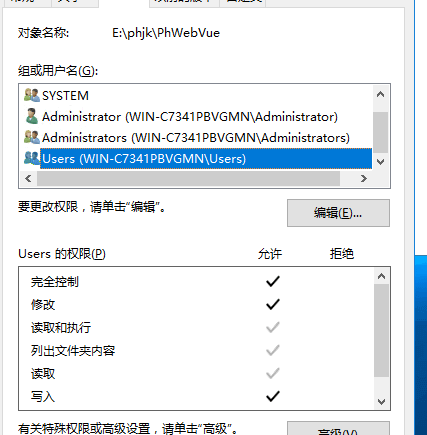 对象名称: E:\phjk\PhWebVue
组或用户名(G):
SYSTEM
Administrator (WIN-C7341PBVGMN\Administrator)
Administrators (WIN-C7341PBVGMN\Administrators)
Users (WIN-C7341PBVGMN\Users)
要更改权限，请单击"编辑"。
编辑(E)...
Users 的权限(P) 允许 拒绝
完全控制
修改
读取和执行
列出文件夹内容
读取
写入
有关特殊权限或高级设置，请单击"高级"。
高级(V)